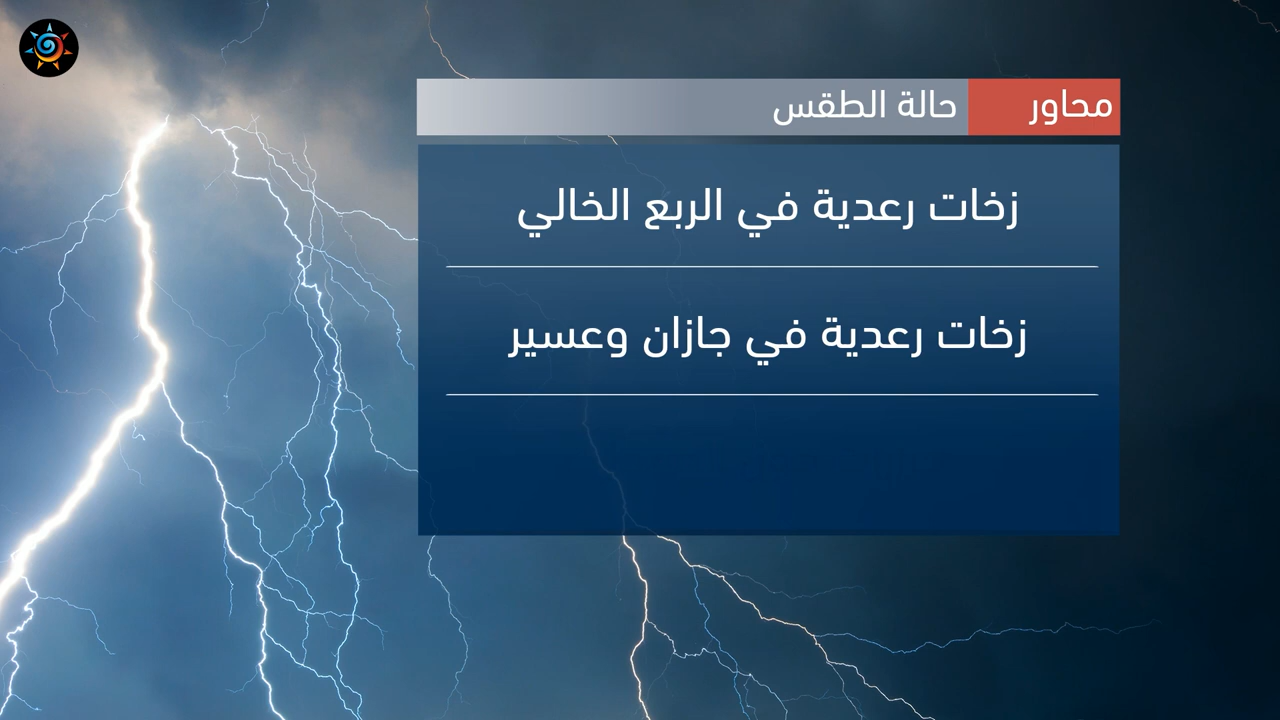 محاور حالة الطقس
زخات رعدية في الربع الخالي
زخات رعدية في جازان وعسير